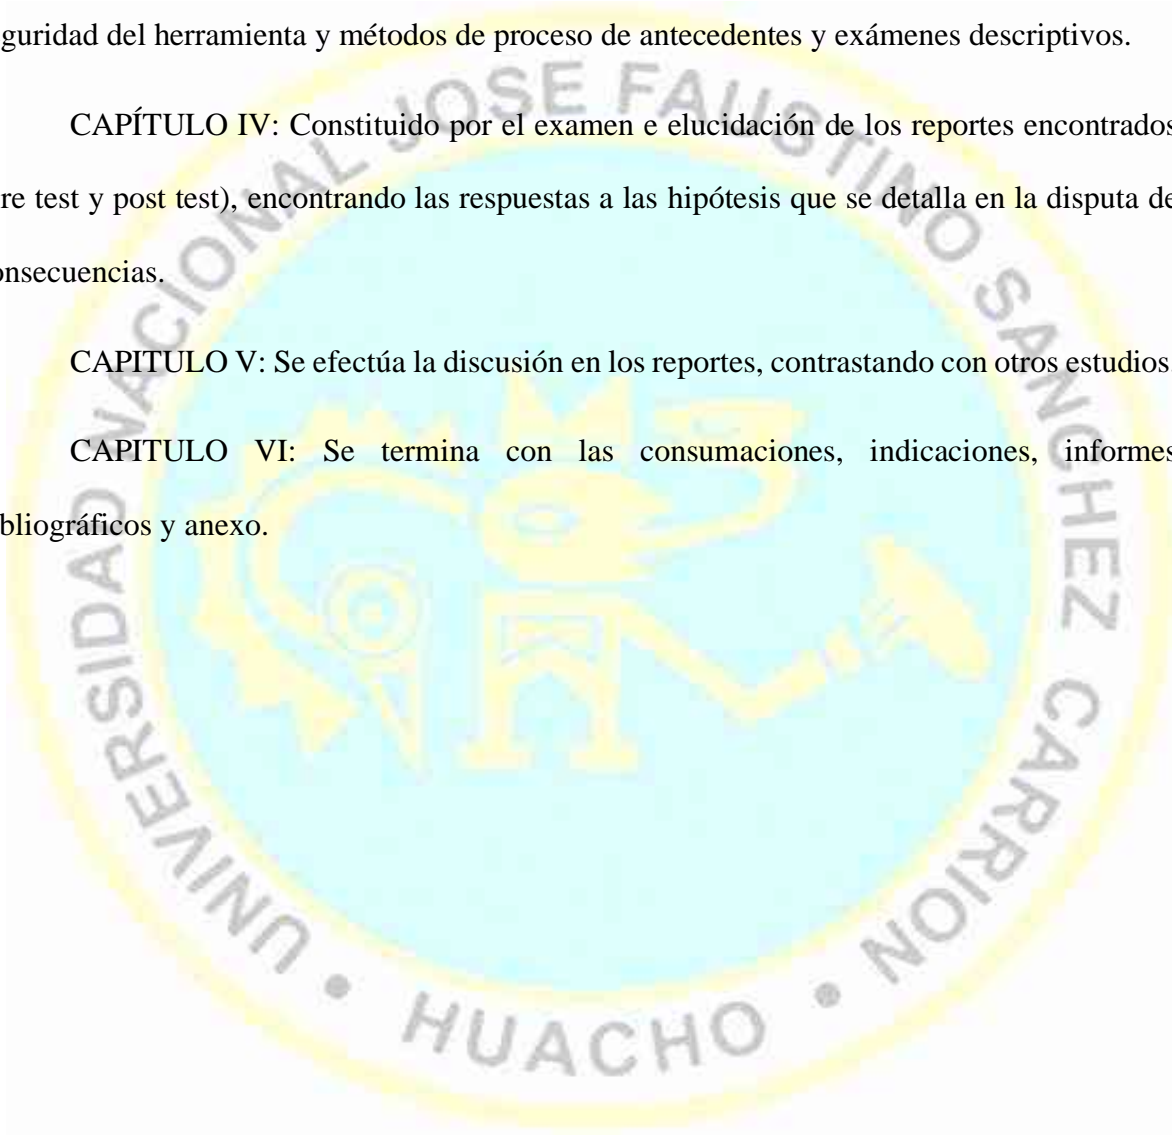 guridad del herramienta y métodos de proceso de antecedentes y exámenes descriptivos.
CAPÍTULO IV: Constituido por el examen e elucidación de los reportes encontrados
re test y post test), encontrando las respuestas a las hipótesis que se detalla en la disputa de
onsecuencias.
CAPITULO V: Se efectúa la discusión en los reportes, contrastando con otros estudios.
CAPITULO VI: Se termina con las consumaciones, indicaciones, informes
bliográficos y anexo.
UNIVERSIDAD NACIONAL JOSE FAUSTINO SANCHEZ CARRION • HUACHO •